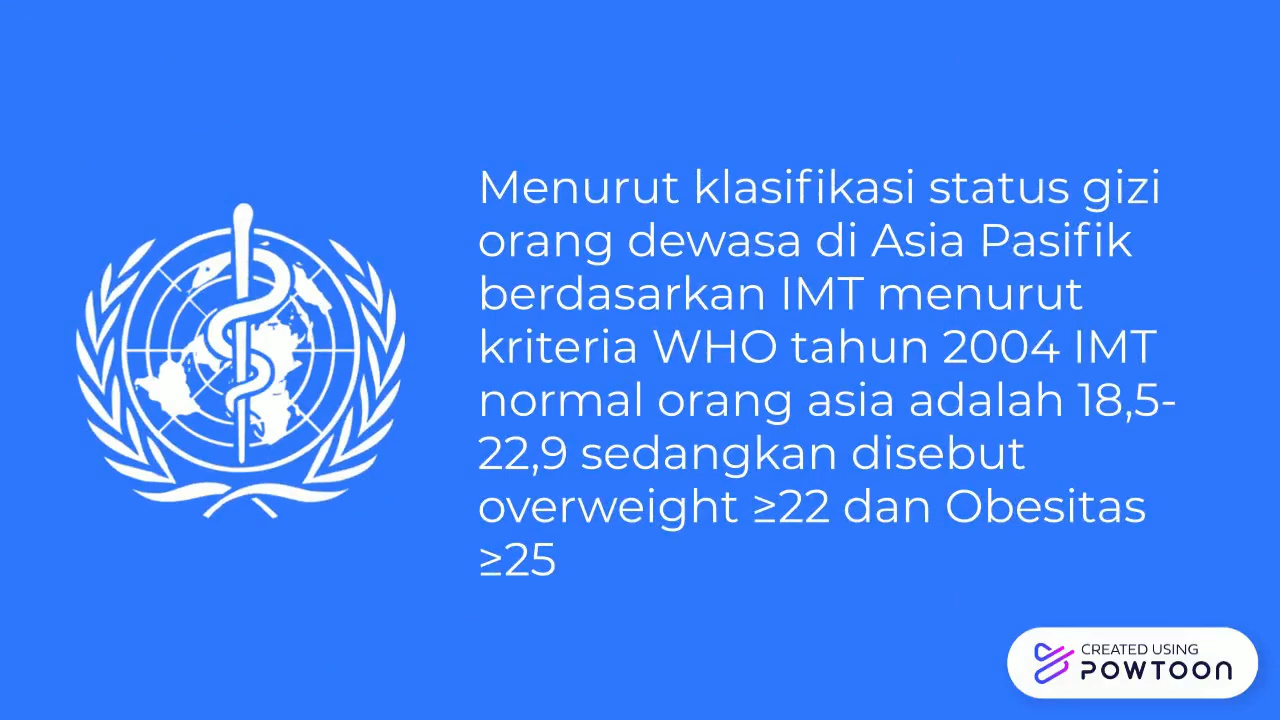 Menurut klasifikasi status gizi
orang dewasa di Asia Pasifik
berdasarkan IMT menurut
kriteria WHO tahun 2004 IMT
normal orang asia adalah 18,5-
22,9 sedangkan disebut
overweight ≥22 dan Obesitas
≥25
CREATED USING
POWTOON